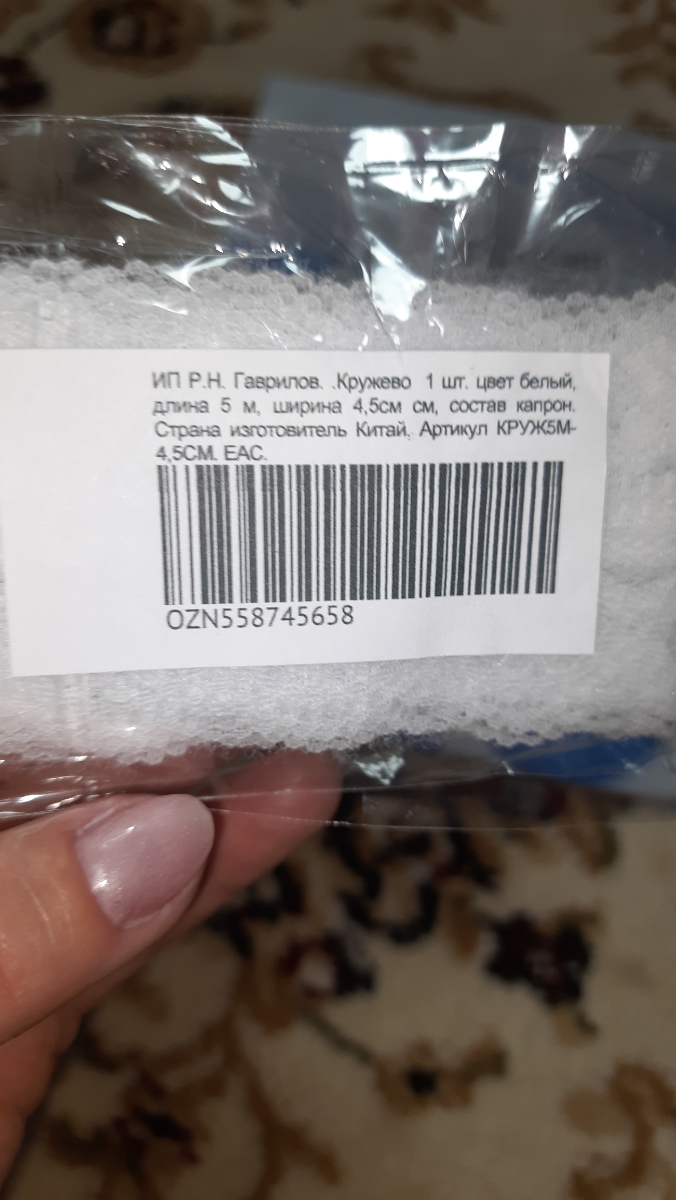 ИП Р.Н. Гаврилов. .Кружево 1 шт. цвет белый,
длина 5 м, ширина 4,5см см, состав капрон.
Страна изготовитель Китай, Артикул КРУЖ5М-
4,5СМ. ЕАС.
OZN558745658